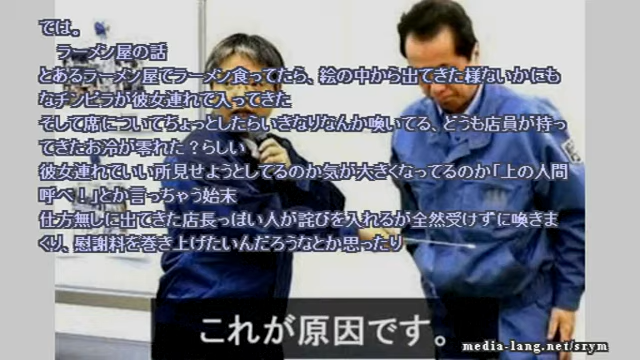 では。
ラーメン屋の話
とあるラーメン屋でラーメン食ってたら、絵の中から出てきた様ないかにも
なチンピラが彼女連れで入ってきた
そして席についてちょっとしたらいきなりなんか喚いてる、どうも店員が持っ
てきたお冷が零れた？らしい
彼女連れでいい所見せようとしてるのか気が大きくなってるのか「上の人間
呼べ！」とか言っちゃう始末
仕方無しに出てきた店長っぽい人が詫びを入れるが全然受けずに喚きま
くり、慰謝料を巻き上げたいんだろうなとか思ったり
これが原因です。
media-lang.net/srym